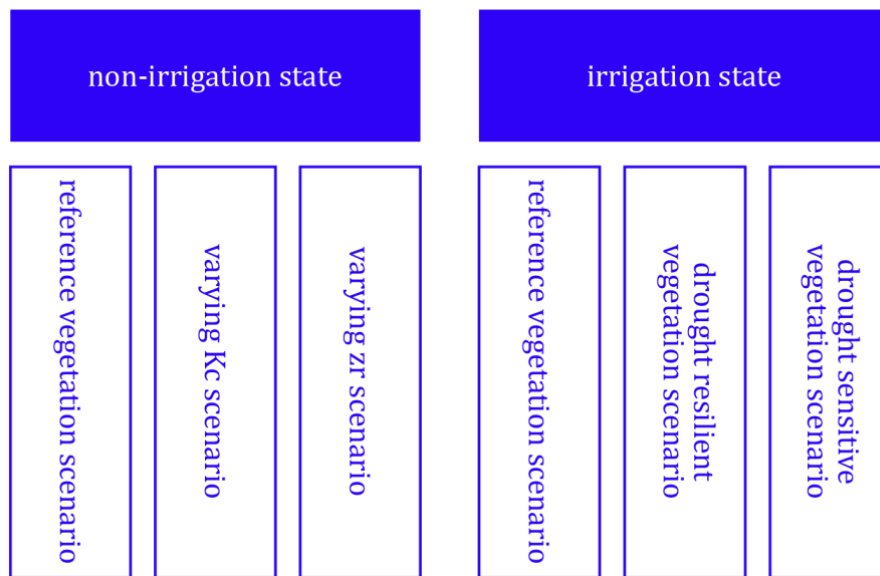 non-irrigation state
irrigation state
reference vegetation scenario
varying Kc scenario
varying zr scenario
reference vegetation scenario
drought resilient
vegetation scenario
drought sensitive
vegetation scenario